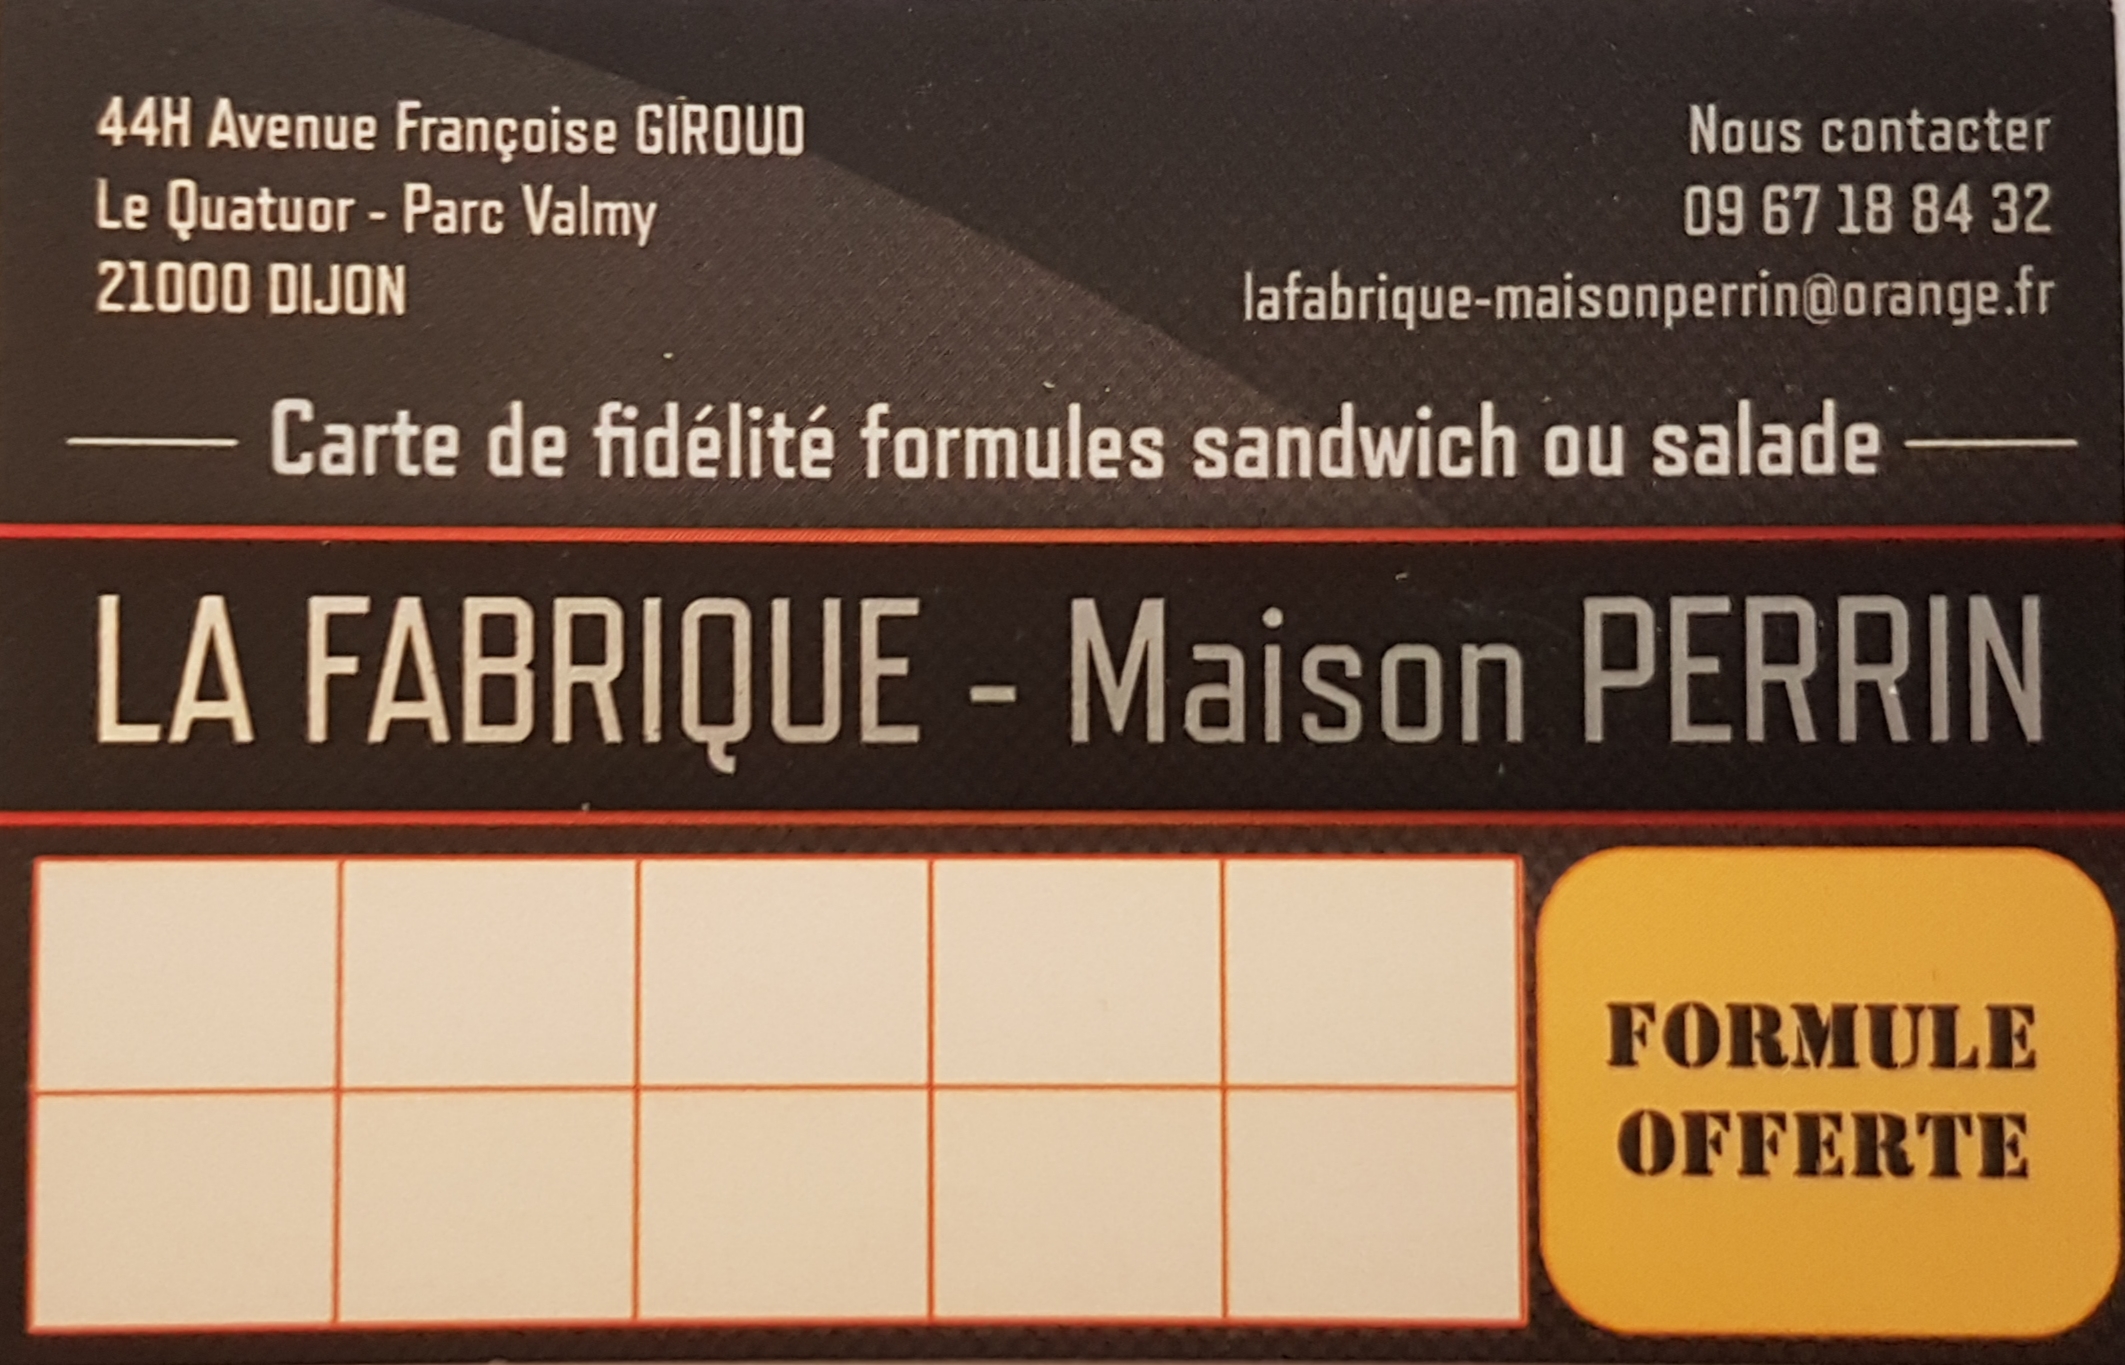 44H Avenue Françoise GIROUD
Le Quatuor - Parc Valmy
21000 DIJON
Nous contacter
09 67 18 84 32
lafabrique-maisonperrin@orange.fr
Carte de fidélité formules sandwich ou salade
LA FABRIQUE - Maison PERRIN
FORMULE
OFFERTE